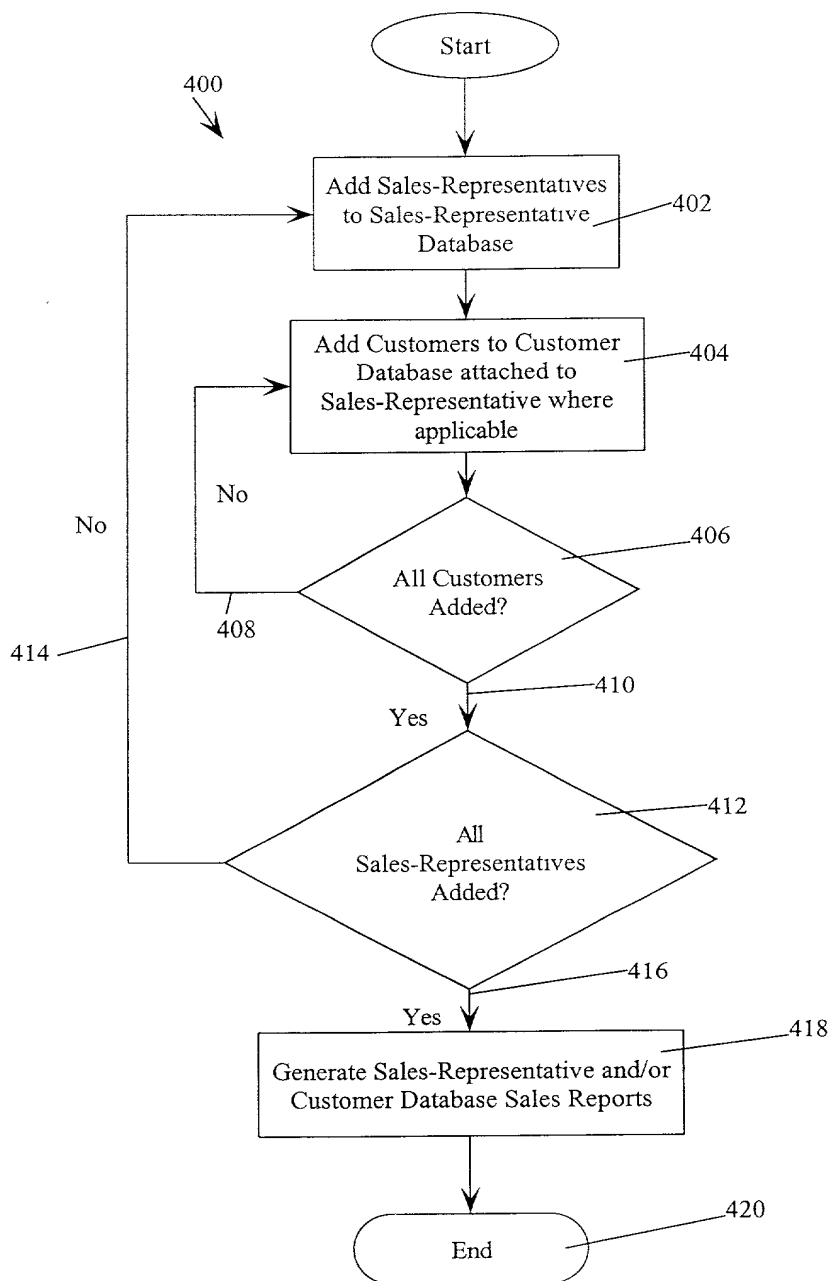 Start
400
Add Sales-Representatives
to Sales-Representative
Database
402
Add Customers to Customer
Database attached to
Sales-Representative where
applicable
404
No
No
All Customers
Added?
406
408
414
410
Yes
All
Sales-Representatives
Added?
412
416
Yes
Generate Sales-Representative and/or
Customer Database Sales Reports
418
End
420